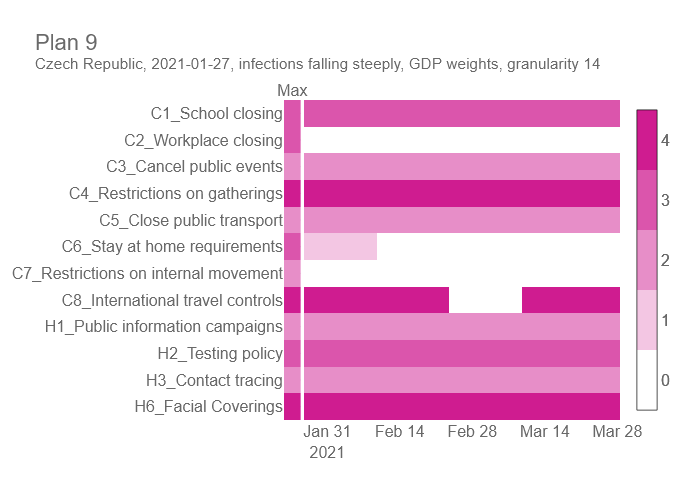 Plan 9
Czech Republic, 2021-01-27, infections falling steeply, GDP weights, granularity 14
Max
C1_School closing
C2_Workplace closing
C3_Cancel public events
C4_Restrictions on gatherings
C5_Close public transport
C6_Stay at home requirements
C7_Restrictions on internal movement
C8_International travel controls
H1_Public information campaigns
H2_Testing policy
H3_Contact tracing
H6_Facial Coverings
4
3
2
1
0
Jan 31 Feb 14 Feb 28 Mar 14 Mar 28
2021